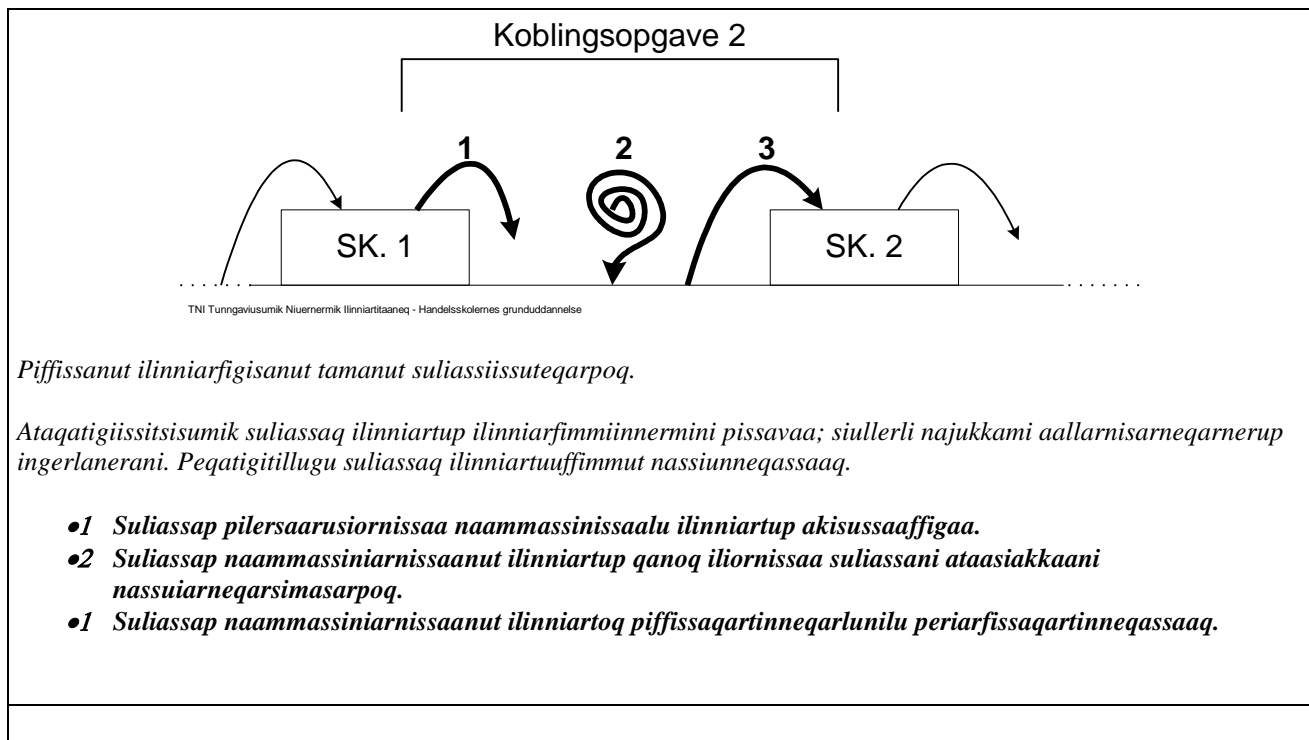 Koblingsopgave 2
1 2 3
SK. 1 SK. 2
TNI Tunngaviusumik Niuernermik Ilinniartitaaneq - Handelsskolernes grunduddannelse
Piffissanut ilinniarfigisanut tamanut suliassiissuteqarpoq.
Ataqatigiissitsisumik suliassaq ilinniartup ilinniarfimmiinnermini pissavaa; siullerli najukkami aallarnisarneqarnerup
ingerlanerani. Peqatigitillugu suliassaq ilinniartuuffimmut nassiunneqassaaq.
•1 Suliassap pilersaarusiornissaa naammassinissaalu ilinniartup akisussaaffigaa.
•2 Suliassap naammassiniarnissaanut ilinniartup qanoq iliornissaa suliassani ataasiakkaani
nassuiarneqarsimasarpoq.
•1 Suliassap naammassiniarnissaanut ilinniartoq piffissaqartinneqarlunilu periarfissaqartinneqassaaq.